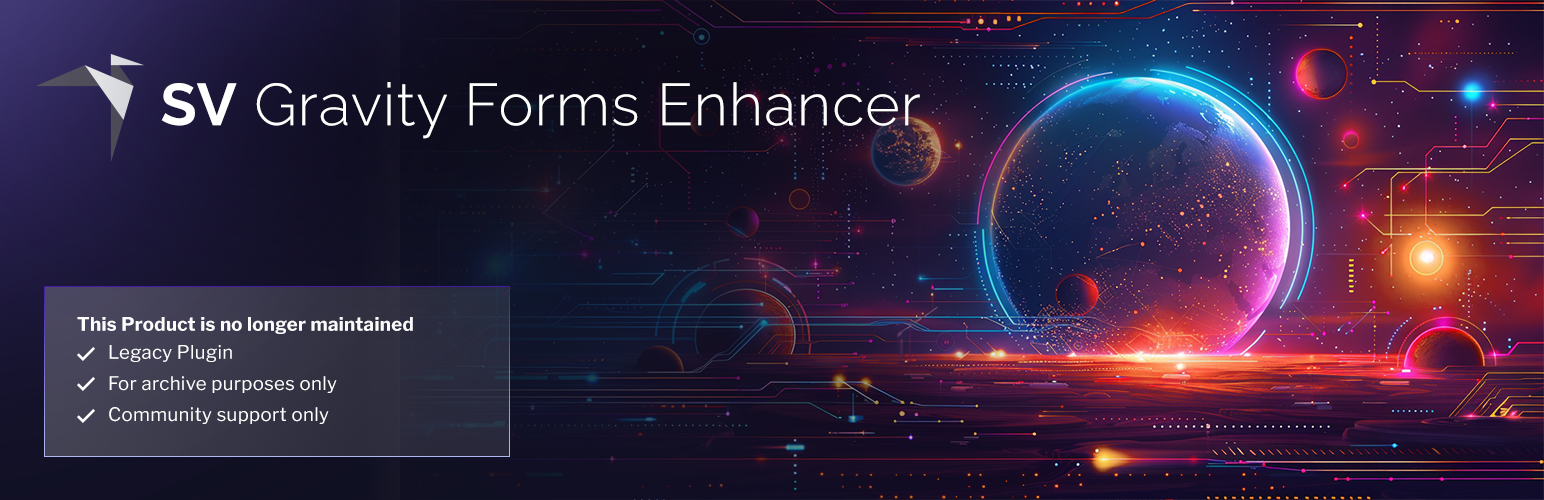 SV Gravity Forms Enhancer
This Product is no longer maintained
Legacy Plugin
For archive purposes only
Community support only